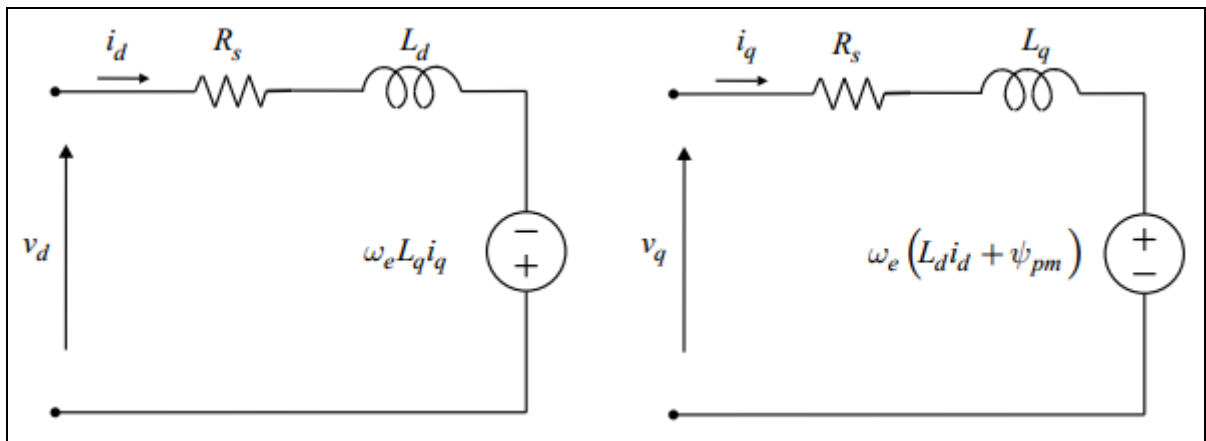 i_d R_s L_d
v_d
ω_e L_q i_q
−
+
i_q R_s L_q
v_q
ω_e (L_d i_d + ψ_pm)
+
−